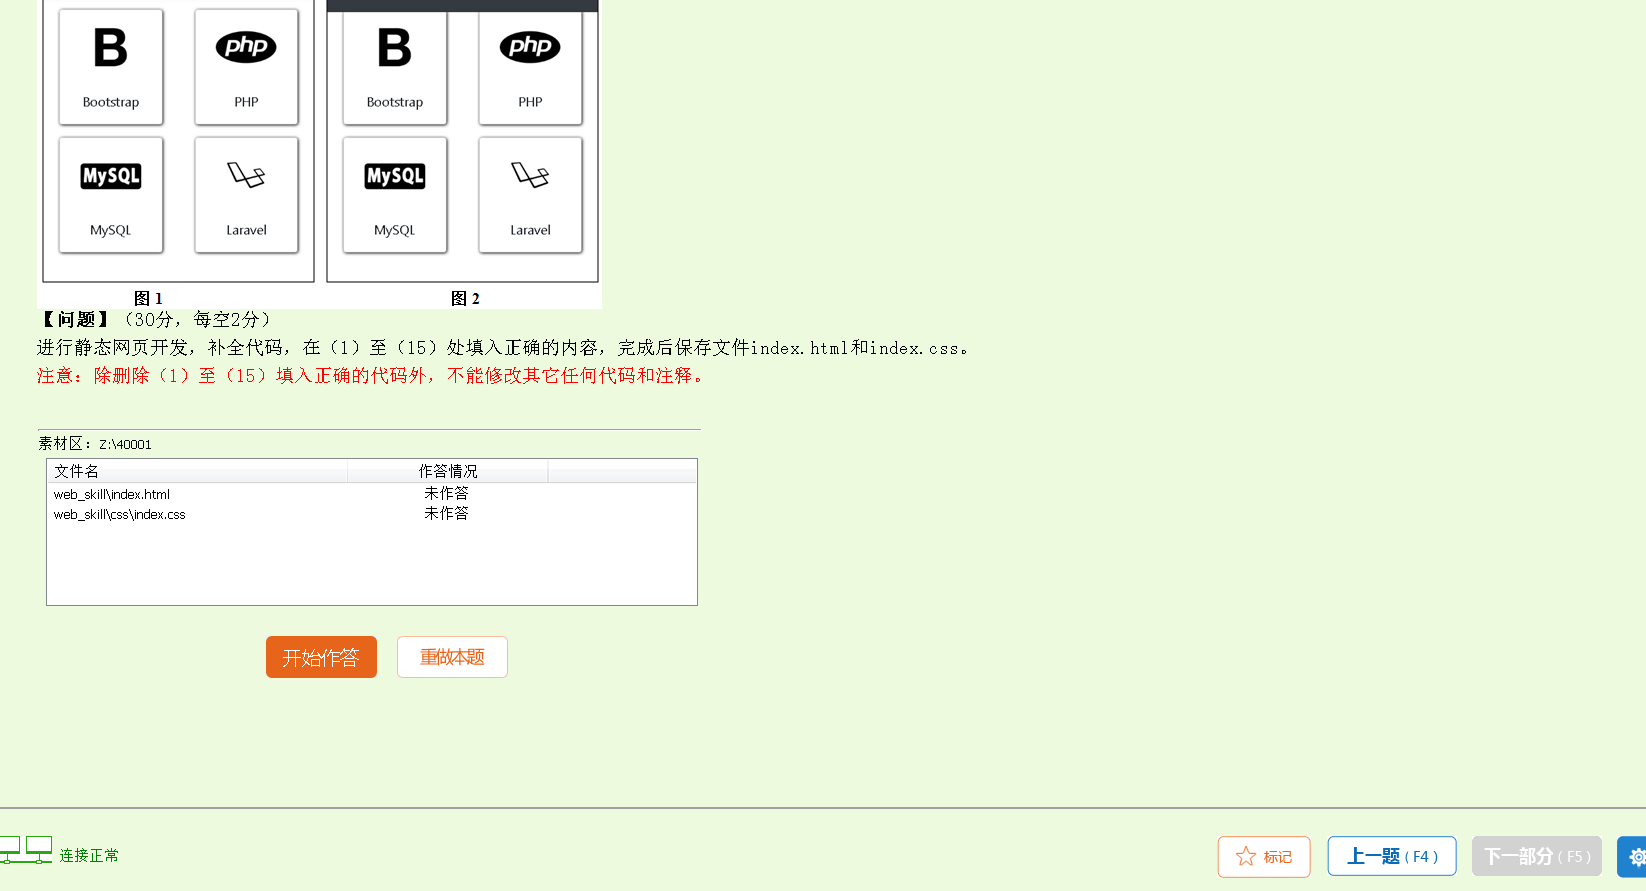 B php B php
Bootstrap PHP Bootstrap PHP
MySQL MySQL
MySQL Laravel MySQL Laravel
图 1 图 2
【问题】（30分，每空2分）
进行静态网页开发，补全代码，在（1）至（15）处填入正确的内容，完成后保存文件index.html和index.css。
注意：除删除（1）至（15）填入正确的代码外，不能修改其它任何代码和注释。
素材区：Z:\40001
文件名 作答情况
web_skill\index.html 未作答
web_skill\css\index.css 未作答
开始作答 重做本题
连接正常 标记 上一题（F4） 下一部分（F5）